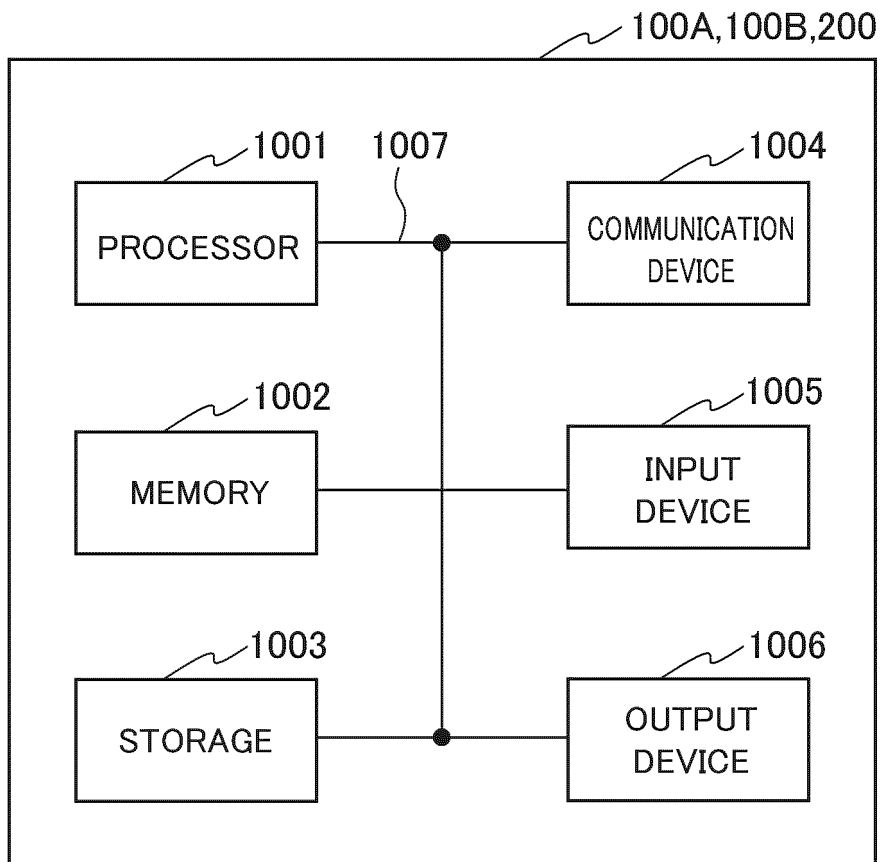 100A,100B,200
1001
1007
1004
PROCESSOR
COMMUNICATION
DEVICE
1002
1005
MEMORY
INPUT
DEVICE
1003
1006
STORAGE
OUTPUT
DEVICE